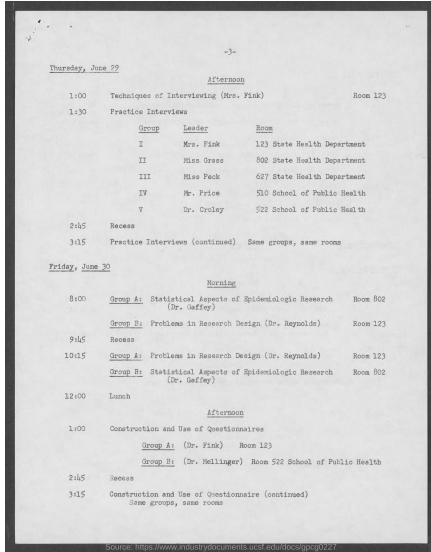 -3-
Thursday, June 29
Afternoon
1:00 Techniques of Interviewing (Mrs. Fink) Room 123
1:30 Practice Interviews
Group Leader Room
I Mrs. Fink 123 State Health Department
II Miss Grass 802 State Health Department
III Miss Peck 627 State Health Department
IV Mr. Price 510 School of Public Health
V Dr. Croley 522 School of Public Health
2:45 Recess
3:15 Practice Interviews (continued) Same groups, same rooms
Friday, June 30
Morning
8:00 Group A: Statistical Aspects of Epidemiologic Research Room 802
(Dr. Gaffey)
Group B: Problems in Research Design (Dr. Reynolds) Room 123
9:45 Recess
10:15 Group A: Problems in Research Design (Dr. Reynolds) Room 123
Group B: Statistical Aspects of Epidemiologic Research Room 802
(Dr. Gaffey)
12:00 Lunch
Afternoon
1:00 Construction and Use of Questionnaires
Group A: (Dr. Fink) Room 123
Group B: (Dr. Mellinger) Room 522 School of Public Health
2:45 Recess
3:15 Construction and Use of Questionnaire (continued)
Same groups, same rooms
Source: https://www.industrydocuments.ucsf.edu/docs/gpcg0227